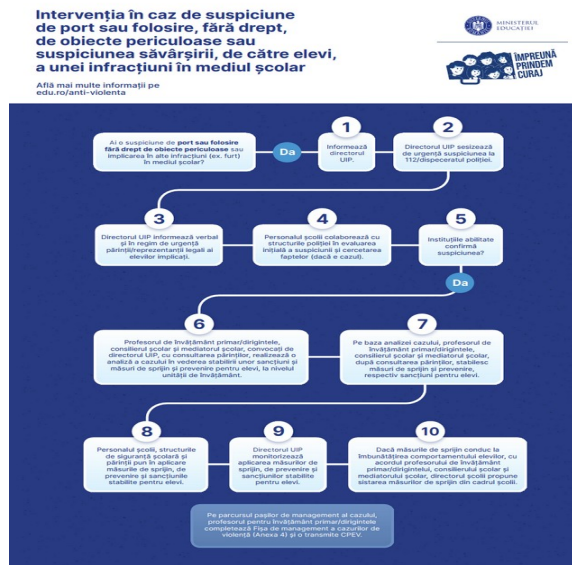 Intervenția în caz de suspiciune
de port sau folosire, fără drept,
de obiecte periculoase sau
suspiciunea săvârșirii, de către elevi,
a unei infracțiuni în mediul școlar
Află mai multe informații pe
edu.ro/anti-violenta
MINISTERUL
EDUCAȚIEI
ÎMPREUNĂ
PRINDEM
CURAJ
Ai o suspiciune de port sau folosire
fără drept de obiecte periculoase sau
implicarea în alte infracțiuni (ex. furt)
în mediul școlar?
Da
1
Informează
directorul
UIP.
2
Directorul UIP sesizează
de urgență suspiciunea la
112/dispeceratul poliției.
3
Directorul UIP informează verbal
și în regim de urgență
părinții/reprezentanții legali ai
elevilor implicați.
4
Personalul școlii colaborează cu
structurile poliției în evaluarea
inițială a suspiciunii și cercetarea
faptelor (dacă e cazul).
5
Instituțiile abilitate
confirmă
suspiciunea?
Da
6
Profesorul de învățământ primar/dirigintele,
consilierul școlar și mediatorul școlar, convocați de
directorul UIP, cu consultarea părinților, realizează o
analiză a cazului în vederea stabilirii unor sancțiuni și
măsuri de sprijin și prevenire pentru elevi, la nivelul
unității de învățământ.
7
Pe baza analizei cazului, profesorul de
învățământ primar/dirigintele,
consilierul școlar și mediatorul școlar,
după consultarea părinților, stabilesc
măsuri de sprijin și prevenire,
respectiv sancțiuni pentru elevi.
8
Personalul școlii, structurile
de siguranță școlară și
părinții pun în aplicare
măsurile de sprijin, de
prevenire și sancțiunile
stabilite pentru elevi.
9
Directorul UIP
monitorizează
aplicarea măsurilor de
sprijin, de prevenire și
sancțiunilor stabilite
pentru elevi.
10
Dacă măsurile de sprijin conduc la
îmbunătățirea comportamentului elevilor, cu
acordul profesorului de învățământ
primar/dirigintelui, consilierului școlar și
mediatorului școlar, directorul școlii propune
sistarea măsurilor de sprijin din cadrul școlii.
Pe parcursul pașilor de management al cazului,
profesorul pentru învățământ primar/dirigintele
completează Fișa de management a cazurilor de
violență (Anexa 4) și o transmite CPEV.